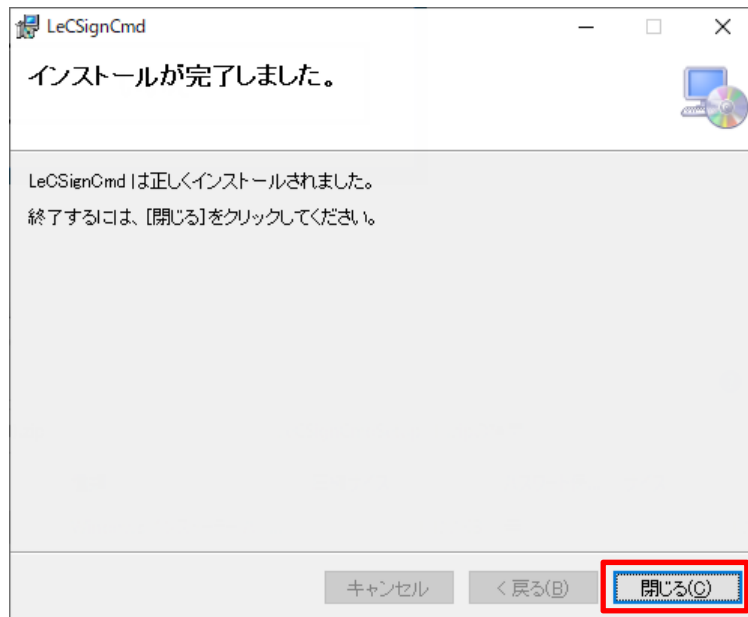 LeCSignCmd
インストールが完了しました。
LeCSignCmd は正しくインストールされました。
終了するには、[閉じる]をクリックしてください。
キャンセル
< 戻る(B)
閉じる(C)